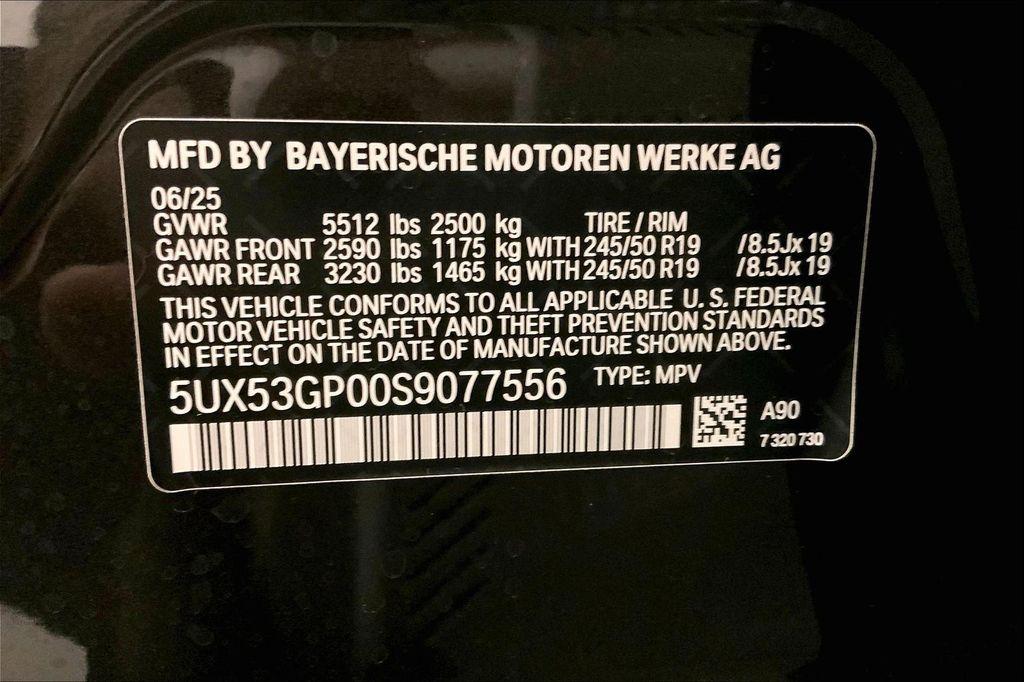 MFD BY BAYERISCHE MOTOREN WERKE AG
06/25
GVWR 5512 lbs 2500 kg TIRE / RIM
GAWR FRONT 2590 lbs 1175 kg WITH 245/50 R19 /8.5Jx 19
GAWR REAR 3230 lbs 1465 kg WITH 245/50 R19 /8.5Jx 19
THIS VEHICLE CONFORMS TO ALL APPLICABLE U. S. FEDERAL
MOTOR VEHICLE SAFETY AND THEFT PREVENTION STANDARDS
IN EFFECT ON THE DATE OF MANUFACTURE SHOWN ABOVE.
5UX53GP00S9077556 TYPE: MPV
A90
7 320 730